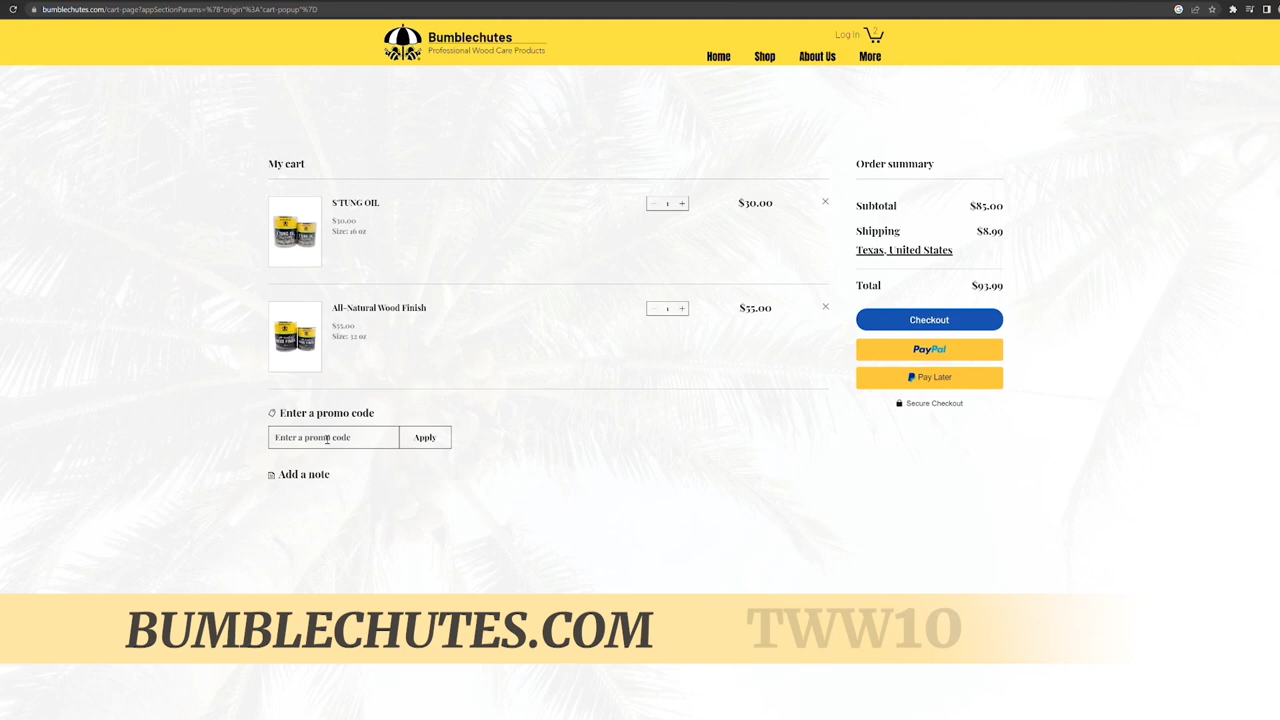 bumblechutes.com/cart-page?appSectionParams=%7B"origin"%3A"cart-popup"%7D
Bumblechutes
Professional Wood Care Products
Log In
2
Home Shop About Us More
My cart
S'TUNG OIL
$30.00
Size: 16 oz
1
$30.00
All-Natural Wood Finish
$55.00
Size: 32 oz
1
$55.00
Enter a promo code
Enter a promo code
Apply
Add a note
Order summary
Subtotal $85.00
Shipping $8.99
Texas, United States
Total $93.99
Checkout
PayPal
Pay Later
Secure Checkout
BUMBLECHUTES.COM TWW10